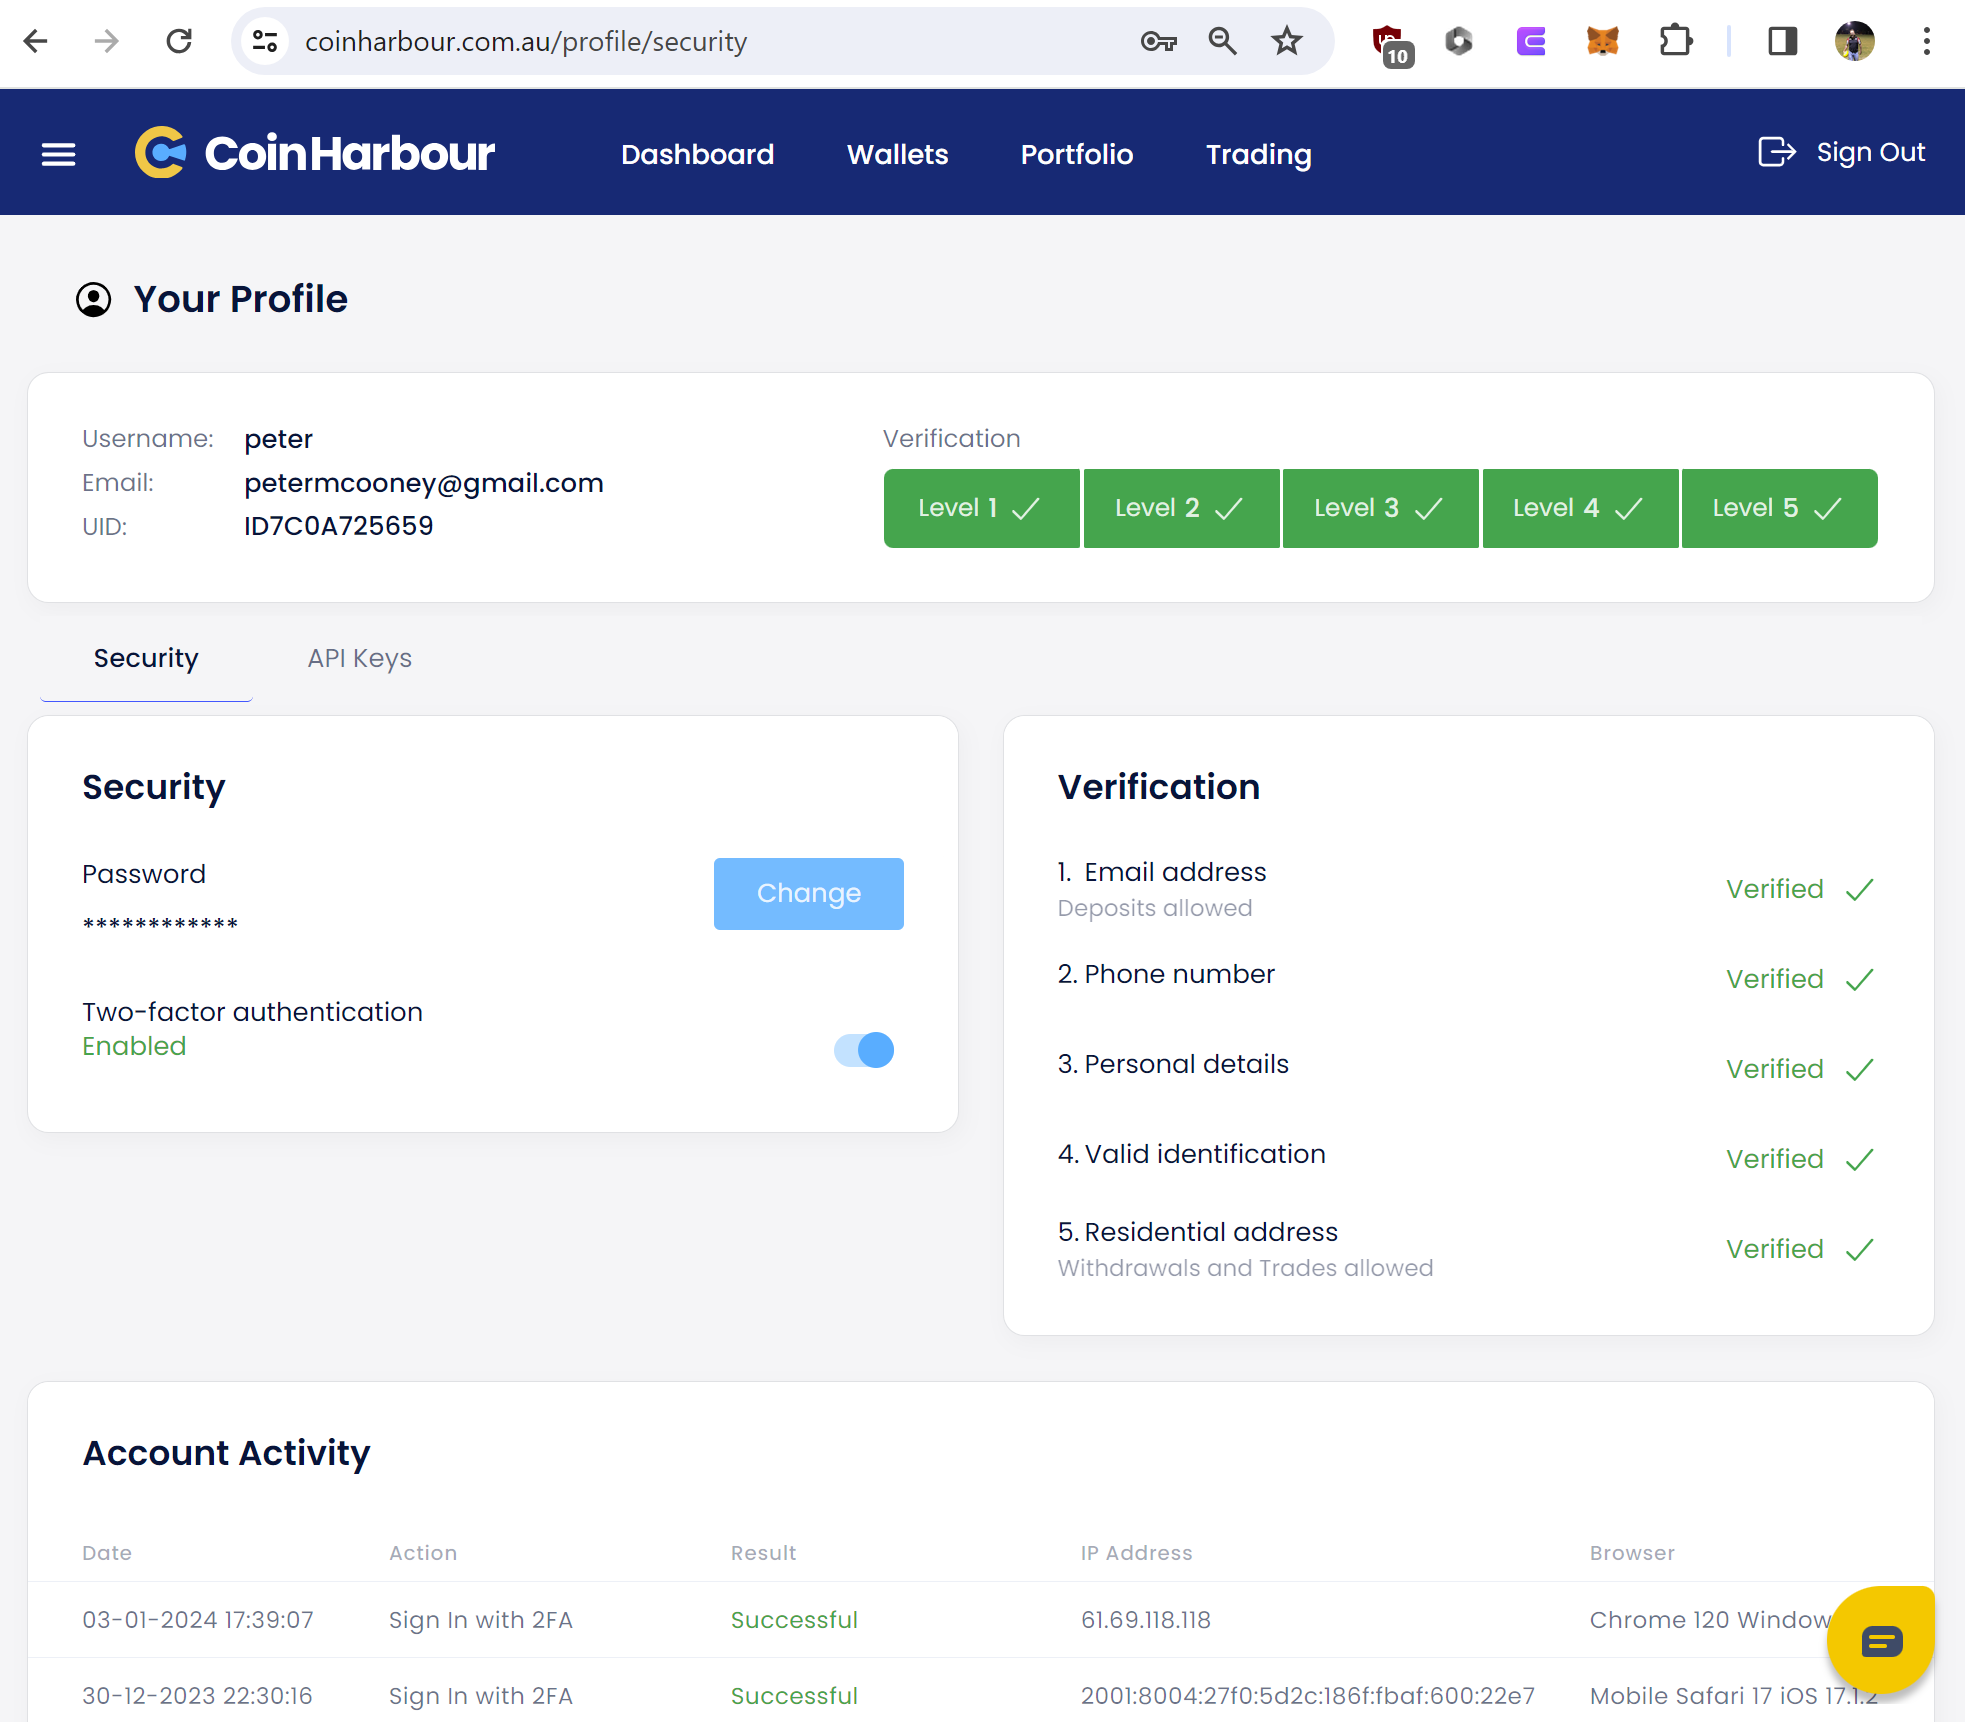 coinharbour.com.au/profile/security
10
CoinHarbour Dashboard Wallets Portfolio Trading Sign Out
Your Profile
Username: peter
Email: petermcooney@gmail.com
UID: ID7C0A725659
Verification
Level 1 Level 2 Level 3 Level 4 Level 5
Security API Keys
Security
Password
************
Change
Two-factor authentication
Enabled
Verification
1. Email address
Deposits allowed
Verified
2. Phone number
Verified
3. Personal details
Verified
4. Valid identification
Verified
5. Residential address
Withdrawals and Trades allowed
Verified
Account Activity
Date Action Result IP Address Browser
03-01-2024 17:39:07 Sign In with 2FA Successful 61.69.118.118 Chrome 120 Window
30-12-2023 22:30:16 Sign In with 2FA Successful 2001:8004:27f0:5d2c:186f:fbaf:600:22e7 Mobile Safari 17 iOS 17.1.2